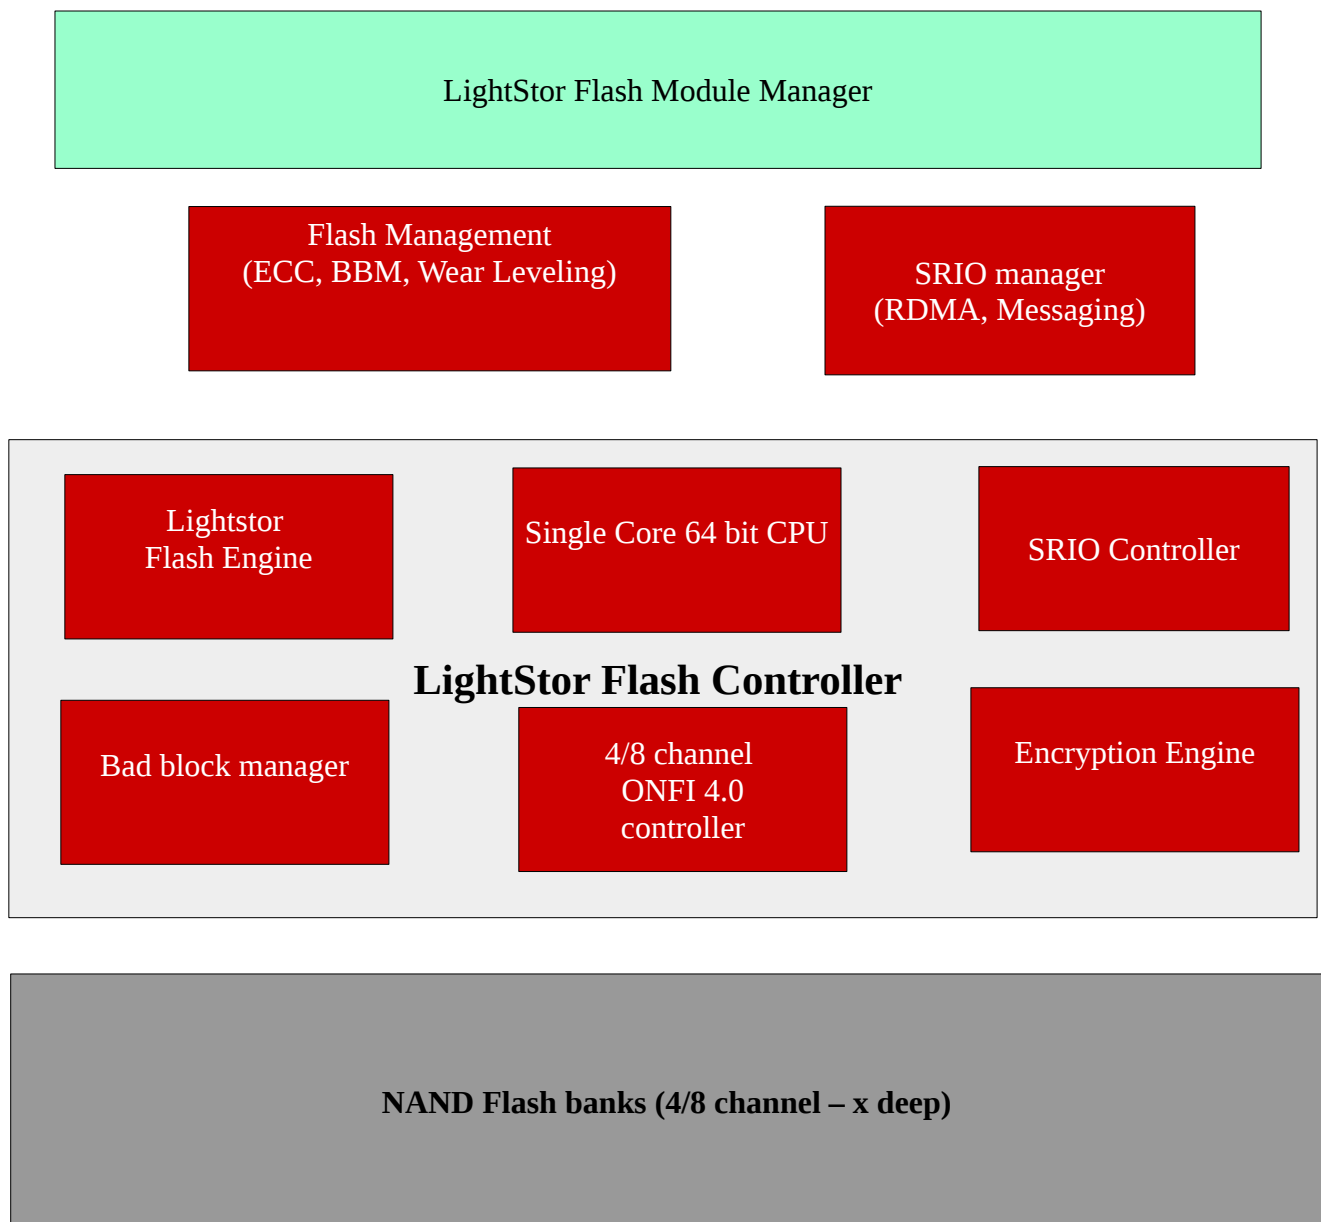 LightStor Flash Module Manager
Flash Management
(ECC, BBM, Wear Leveling)
SRIO manager
(RDMA, Messaging)
Lightstor
Flash Engine
Single Core 64 bit CPU
SRIO Controller
LightStor Flash Controller
Bad block manager
4/8 channel
ONFI 4.0
controller
Encryption Engine
NAND Flash banks (4/8 channel – x deep)